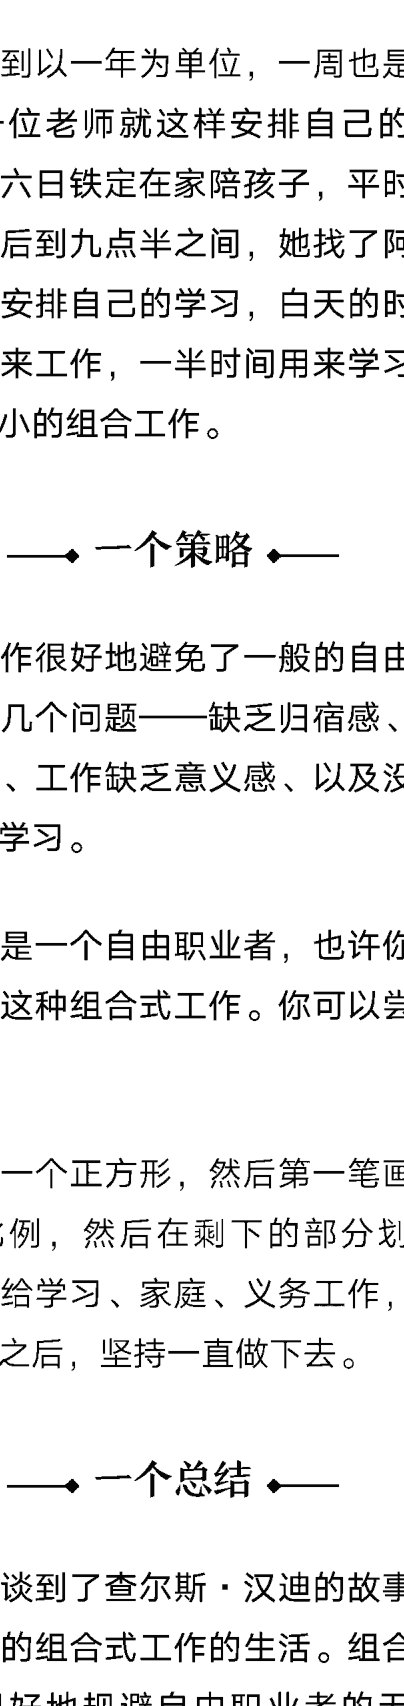 到以一年为单位，一周也是
位老师就这样安排自己的
六日铁定在家陪孩子，平时
后到九点半之间，她找了阿
安排自己的学习，白天的时
来工作，一半时间用来学习
小的组合工作。
一个策略
作很好地避免了一般的自由
几个问题——缺乏归宿感、
、工作缺乏意义感、以及没
学习。
是一个自由职业者，也许你
这种组合式工作。你可以尝
一个正方形，然后第一笔画
比例，然后在剩下的部分划
给学习、家庭、义务工作，
之后，坚持一直做下去。
一个总结
谈到了查尔斯·汉迪的故事
的组合式工作的生活。组合
好地规避自由职业者的